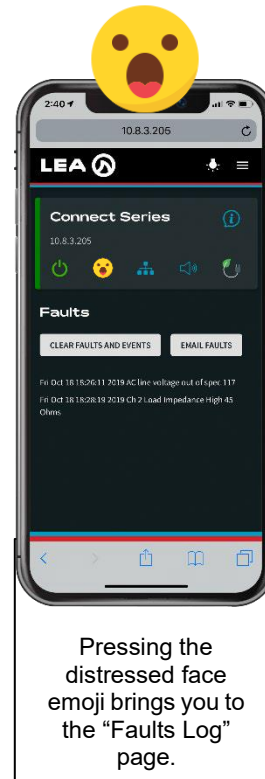 2:40
10.8.3.205
LEA
Connect Series
10.8.3.205
Faults
CLEAR FAULTS AND EVENTS EMAIL FAULTS
Fri Oct 18 18:26:11 2019 AC line voltage out of spec 117
Fri Oct 18 18:28:19 2019 Ch 2 Load Impedance High 45
Ohms
Pressing the
distressed face
emoji brings you to
the “Faults Log”
page.